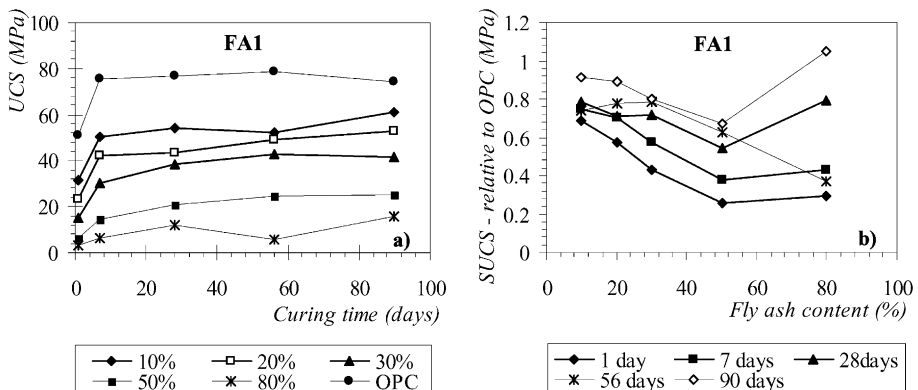 FA1
UCS (MPa)
100
80
60
40
20
0
a)
0 20 40 60 80 100
Curing time (days)
10% 20% 30%
50% 80% OPC
FA1
SUCS - relative to OPC (MPa)
1.2
1
0.8
0.6
0.4
0.2
0
b)
0 20 40 60 80 100
Fly ash content (%)
1 day 7 days 28days
56 days 90 days